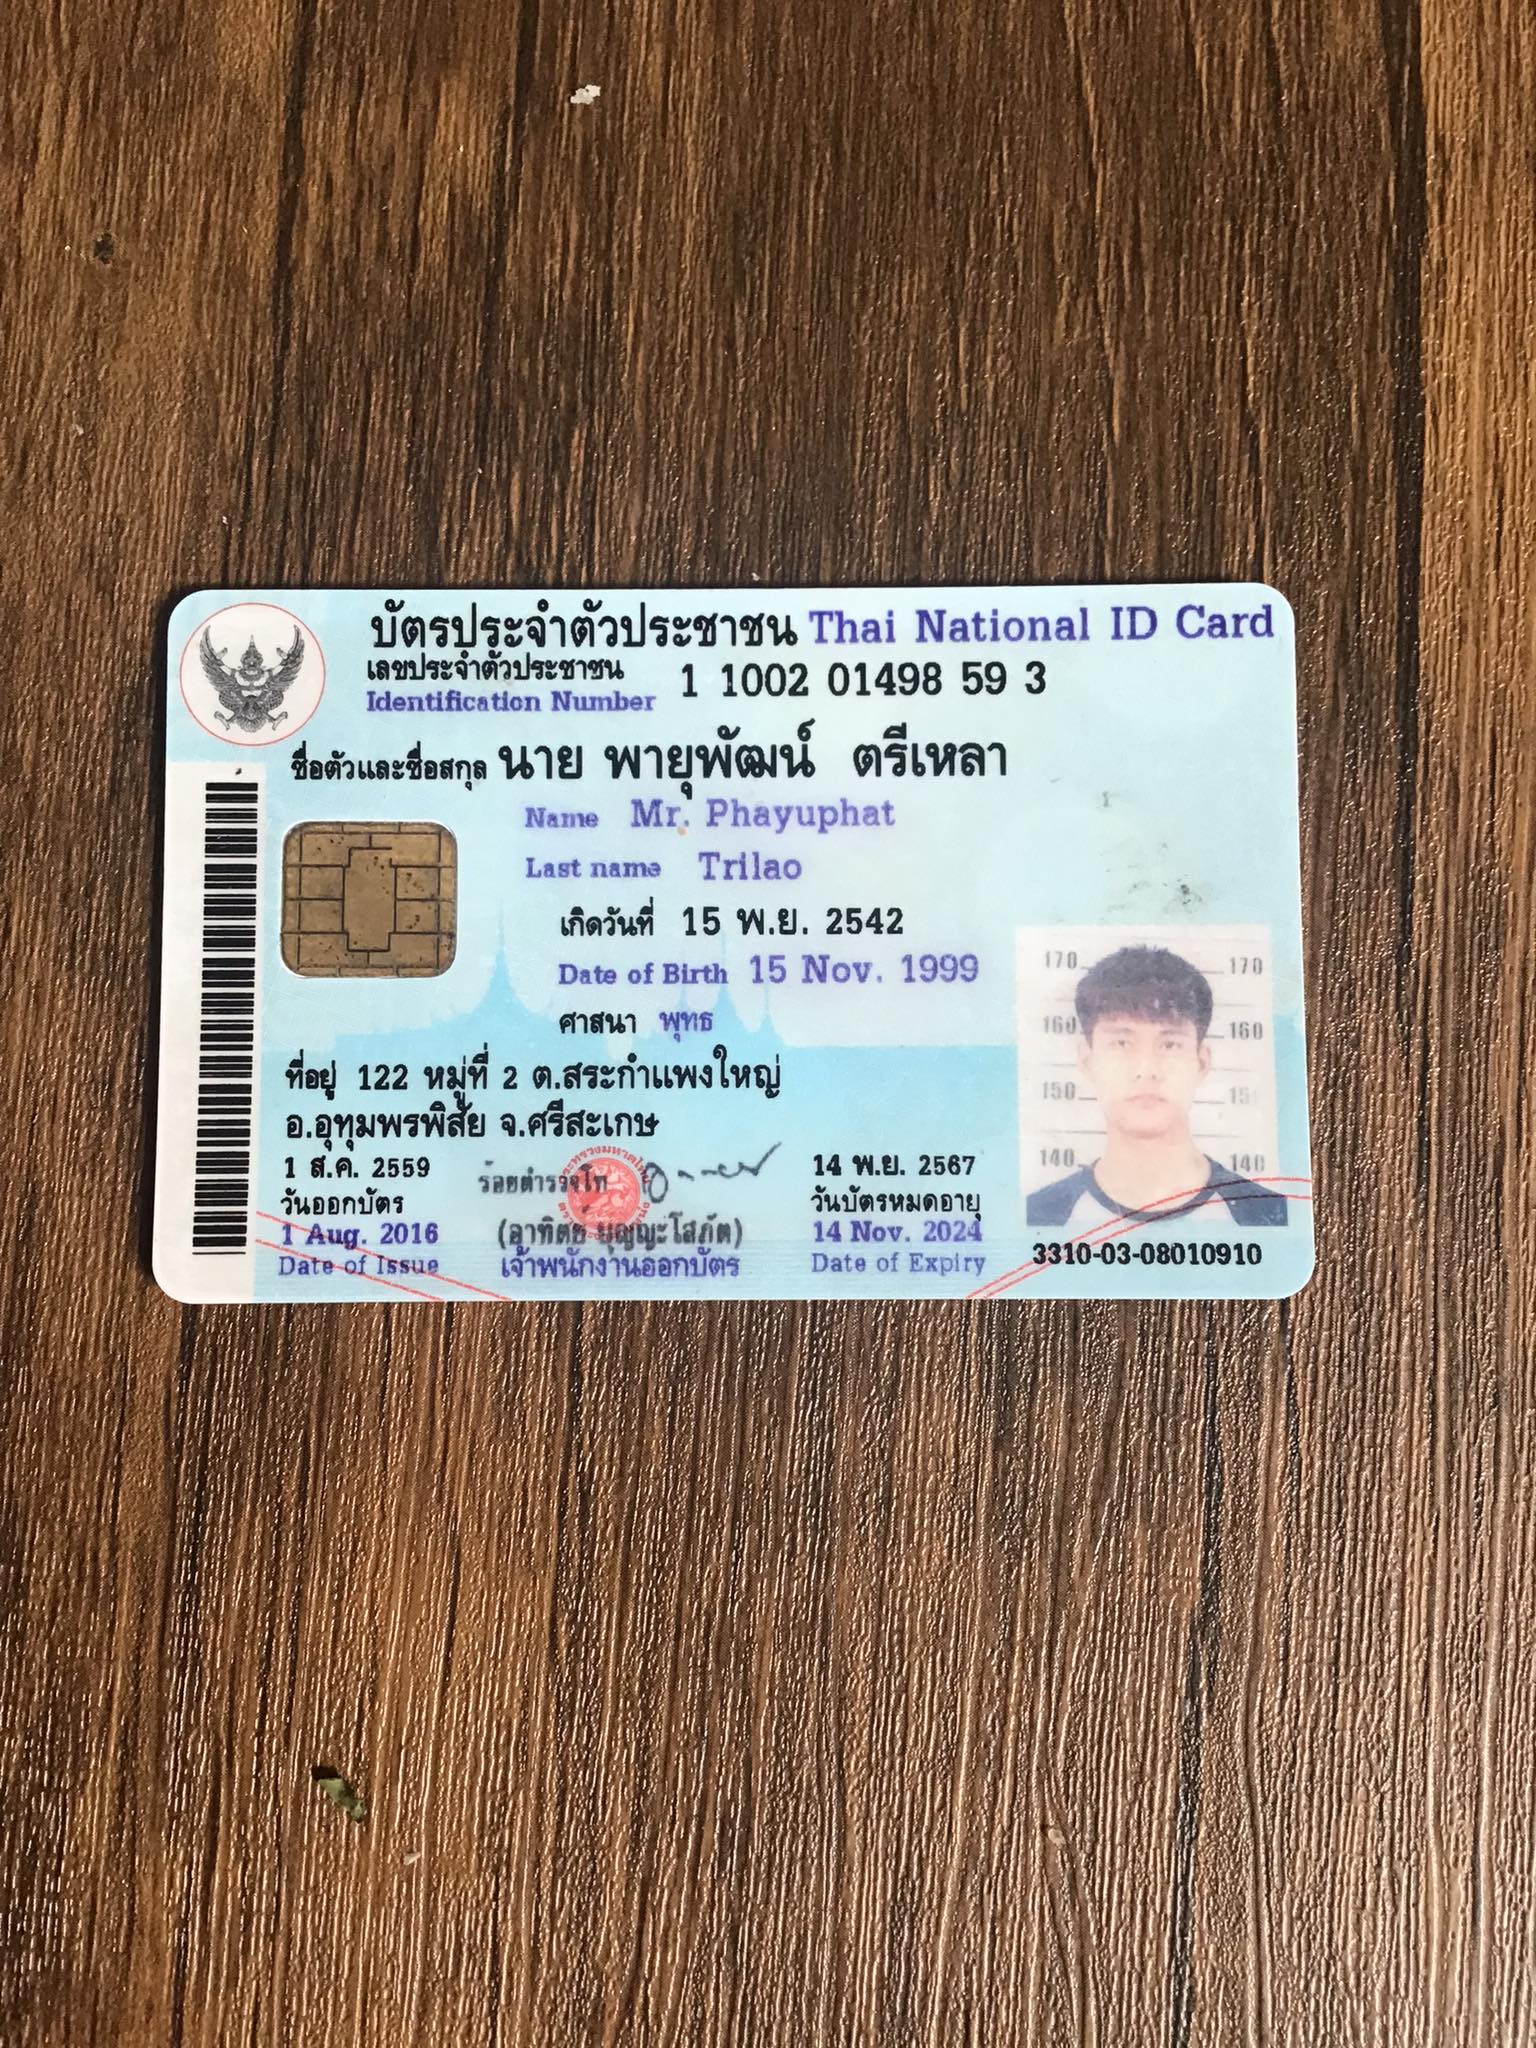 บัตรประจำตัวประชาชน Thai National ID Card
เลขประจำตัวประชาชน
Identification Number
1 1002 01498 59 3
ชื่อตัวและชื่อสกุล นาย พายุพัฒน์ ตรีเหลา
Name Mr. Phayuphat
Last name Trilao
เกิดวันที่ 15 พ.ย. 2542
Date of Birth 15 Nov. 1999
ศาสนา พุทธ
ที่อยู่ 122 หมู่ที่ 2 ต.สระกำแพงใหญ่
อ.อุทุมพรพิสัย จ.ศรีสะเกษ
1 ส.ค. 2559
วันออกบัตร
1 Aug. 2016
Date of Issue
ร้อยตำรวจโท
(อาทิตย์ บุญญะโสภัต)
เจ้าพนักงานออกบัตร
14 พ.ย. 2567
วันบัตรหมดอายุ
14 Nov. 2024
Date of Expiry
170 170
160 160
150 15
140 140
3310-03-08010910